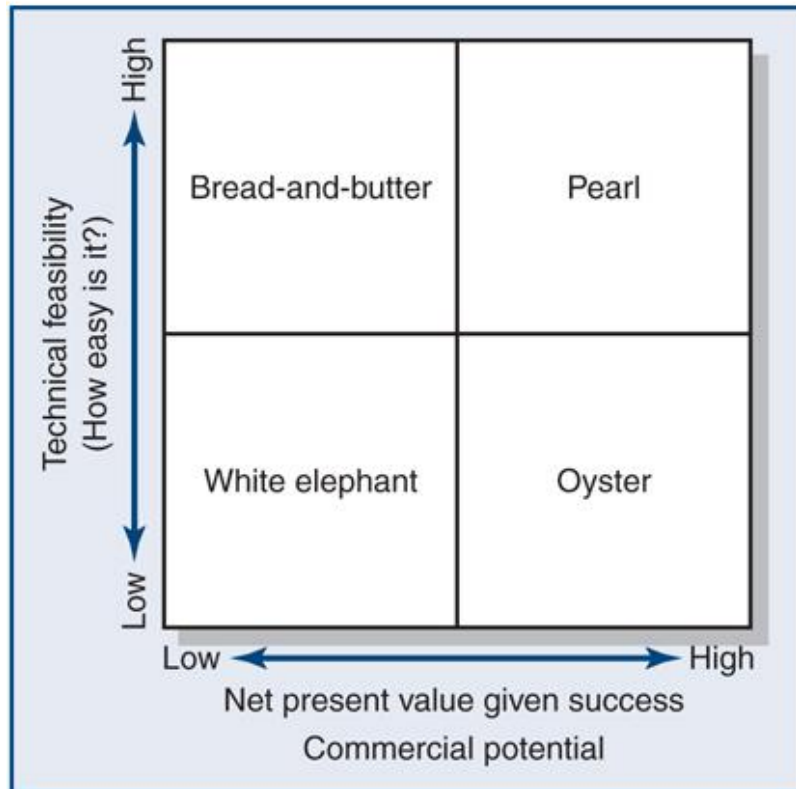 High
Technical feasibility
(How easy is it?)
Low
Bread-and-butter
Pearl
White elephant
Oyster
Low
High
Net present value given success
Commercial potential